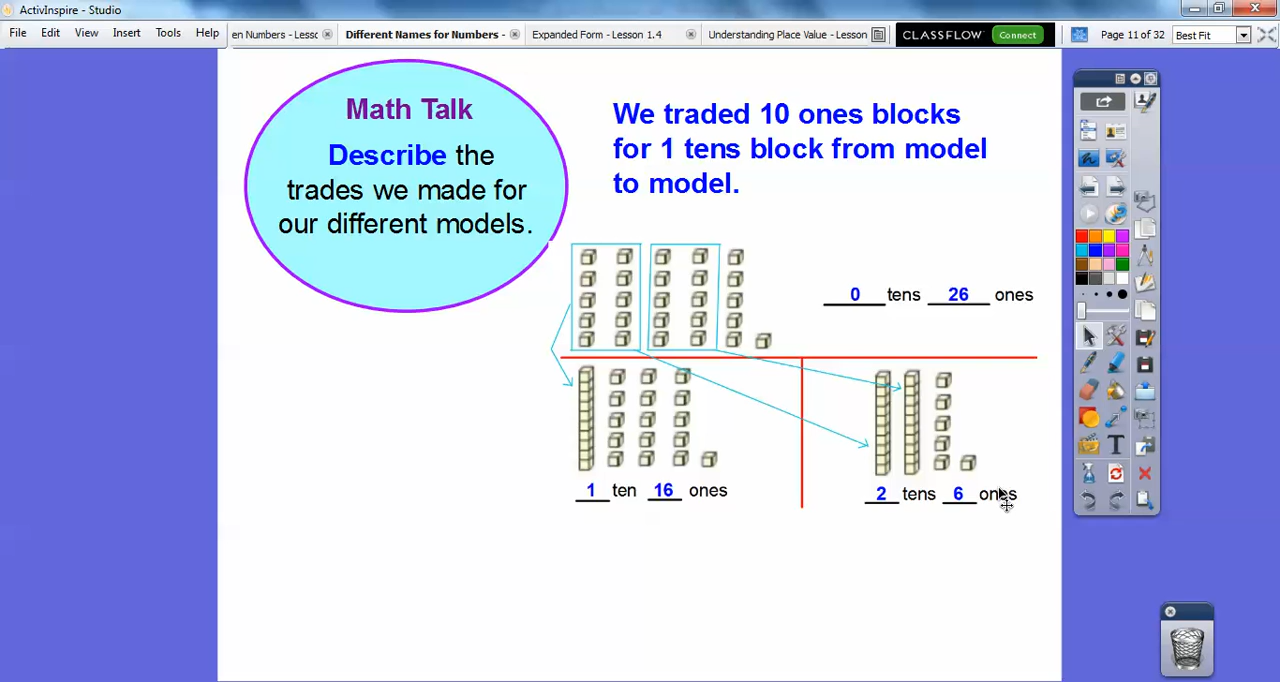 ActivInspire - Studio
File Edit View Insert Tools Help
en Numbers - Lessc
Different Names for Numbers -
Expanded Form - Lesson 1.4
Understanding Place Value - Lesson
CLASSFLOW Connect
Page 11 of 32
Best Fit
Math Talk
Describe the
trades we made for
our different models.
We traded 10 ones blocks
for 1 tens block from model
to model.
0 tens 26 ones
1 ten 16 ones
2 tens 6 ones
T